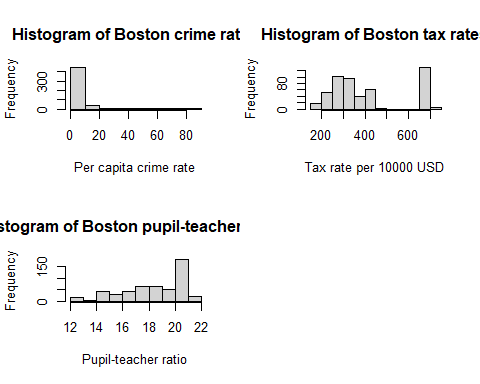 Histogram of Boston crime rat
Frequency
0 300
0 20 40 60 80
Per capita crime rate
Histogram of Boston tax rate
Frequency
0 80
200 400 600
Tax rate per 10000 USD
stogram of Boston pupil-teacher
Frequency
0 150
12 14 16 18 20 22
Pupil-teacher ratio